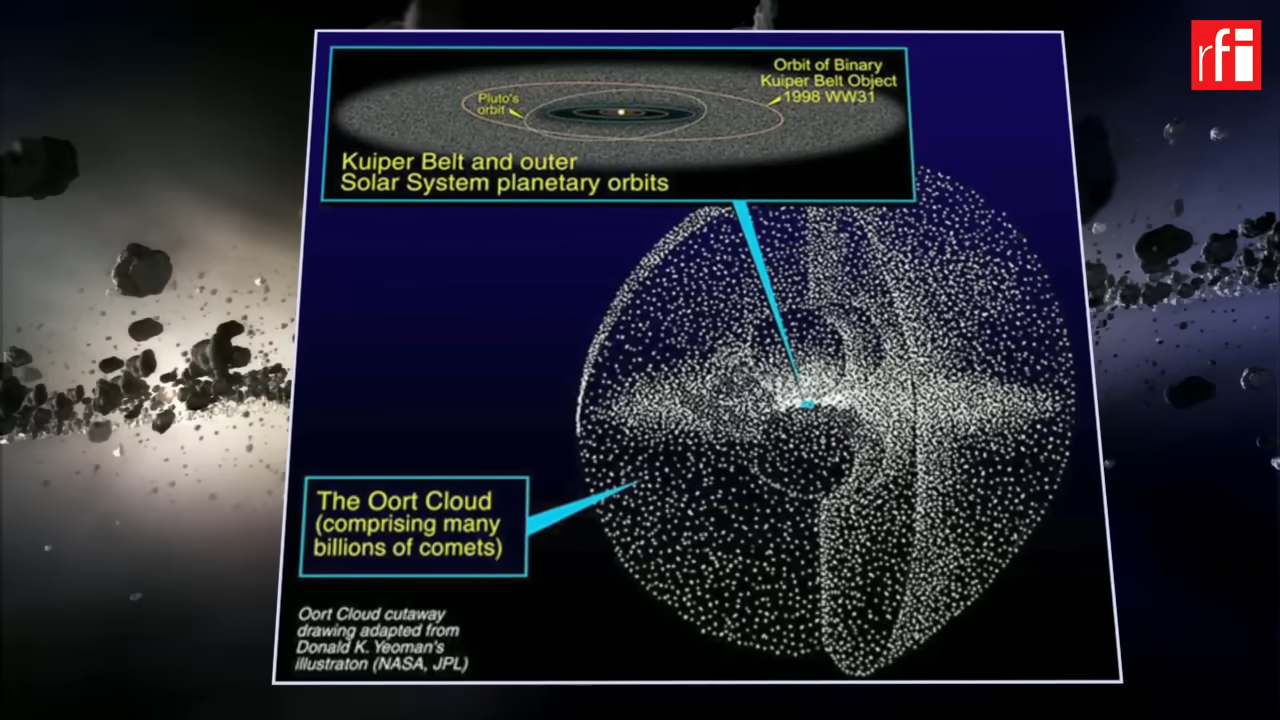 rfi
Orbit of Binary
Kuiper Belt Object
1998 WW31
Pluto's
orbit
Kuiper Belt and outer
Solar System planetary orbits
The Oort Cloud
(comprising many
billions of comets)
Oort Cloud cutaway
drawing adapted from
Donald K. Yeoman's
illustraton (NASA, JPL)